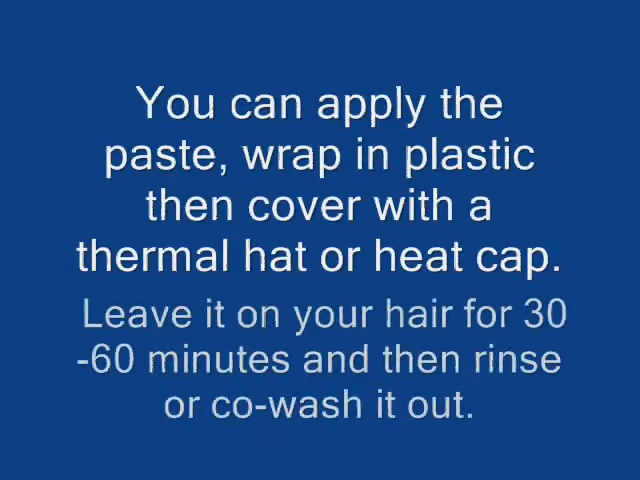 You can apply the
paste, wrap in plastic
then cover with a
thermal hat or heat cap.
Leave it on your hair for 30
-60 minutes and then rinse
or co-wash it out.